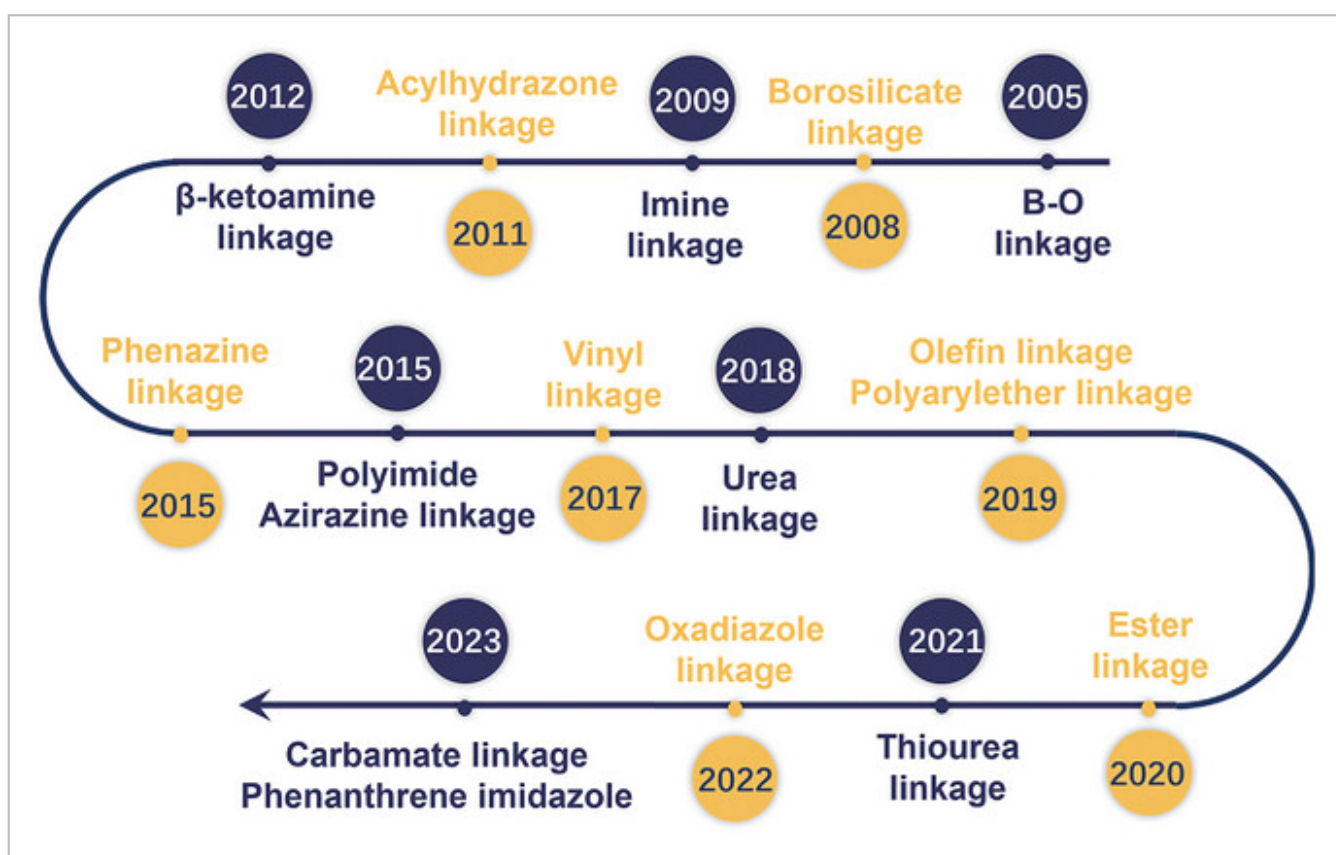 2012
Acylhydrazone
linkage
2009
Borosilicate
linkage
2005
β-ketoamine
linkage
2011
Imine
linkage
2008
B-O
linkage
Phenazine
linkage
2015
Vinyl
linkage
2018
Olefin linkage
Polyarylether linkage
2015
Polyimide
Azirazine linkage
2017
Urea
linkage
2019
2023
Oxadiazole
linkage
2021
Ester
linkage
Carbamate linkage
Phenanthrene imidazole
2022
Thiourea
linkage
2020